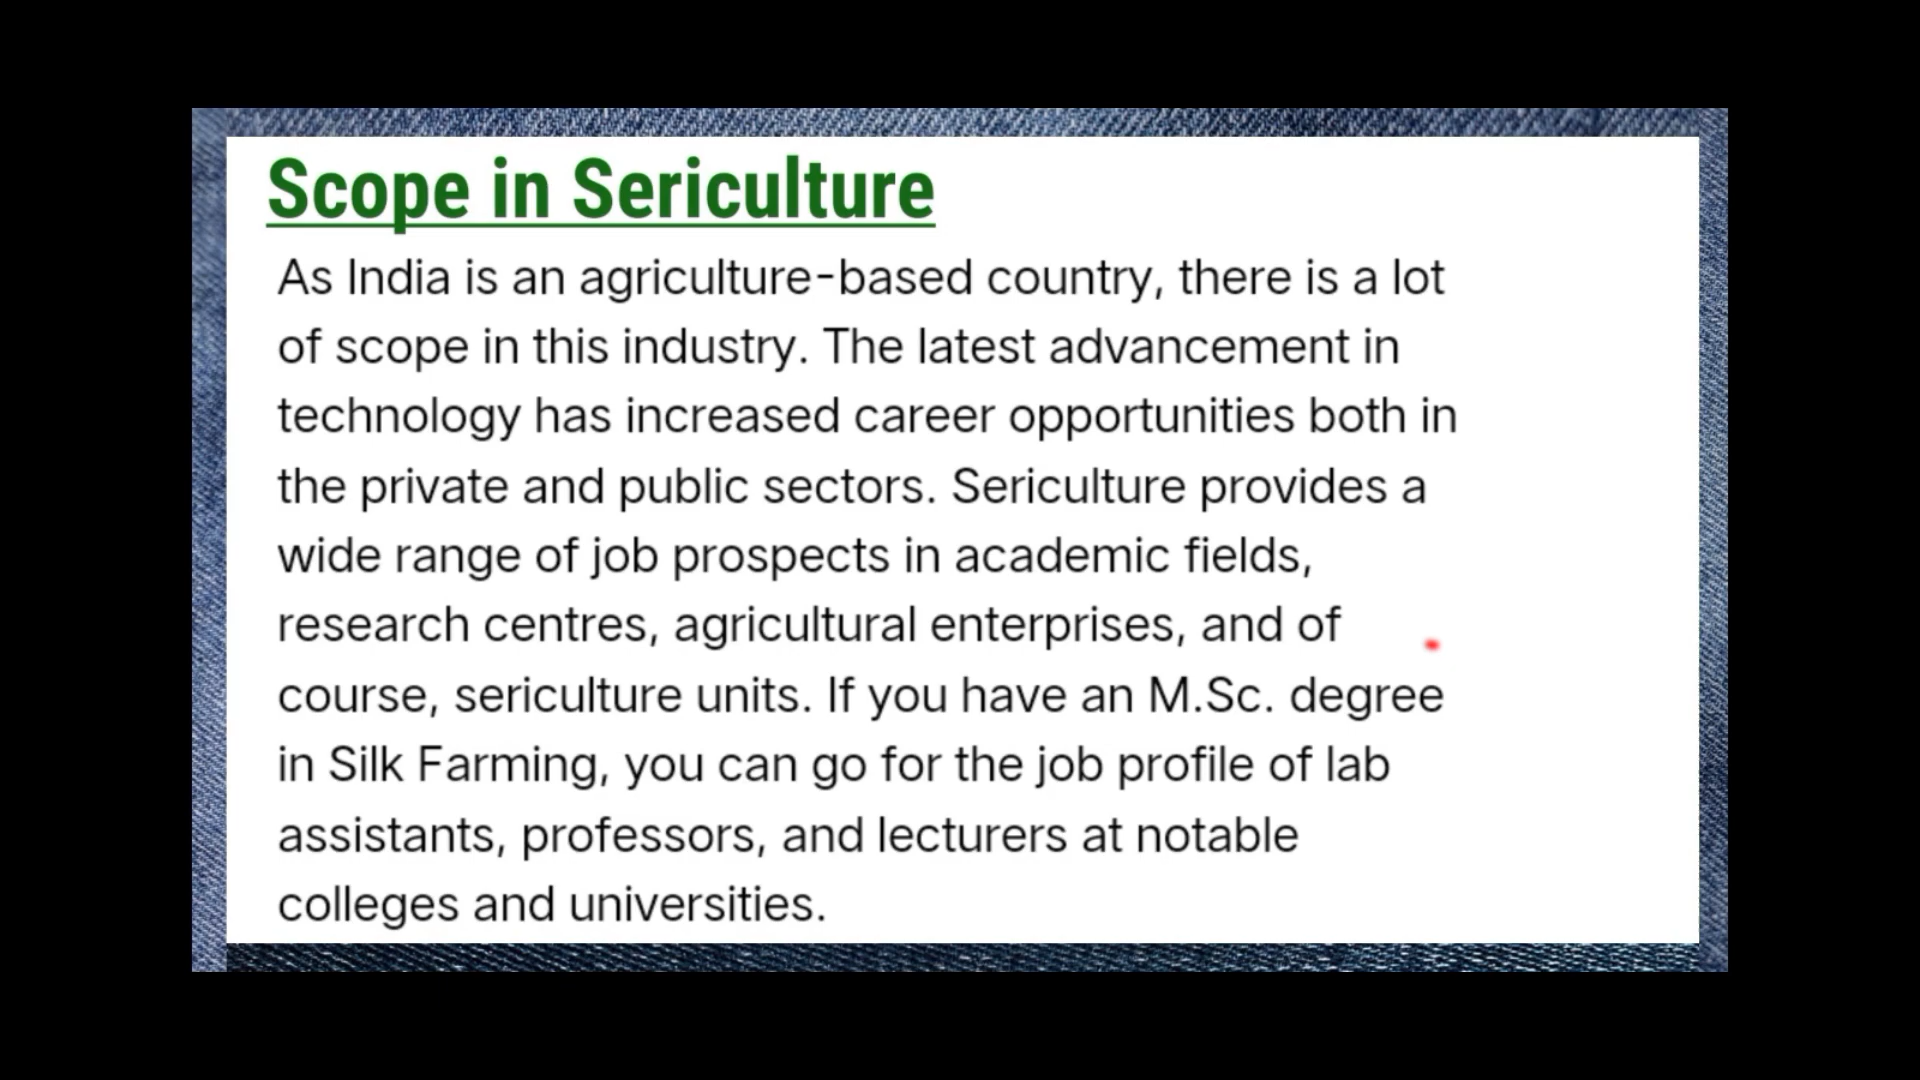 Scope in Sericulture
As India is an agriculture-based country, there is a lot
of scope in this industry. The latest advancement in
technology has increased career opportunities both in
the private and public sectors. Sericulture provides a
wide range of job prospects in academic fields,
research centres, agricultural enterprises, and of
course, sericulture units. If you have an M.Sc. degree
in Silk Farming, you can go for the job profile of lab
assistants, professors, and lecturers at notable
colleges and universities.